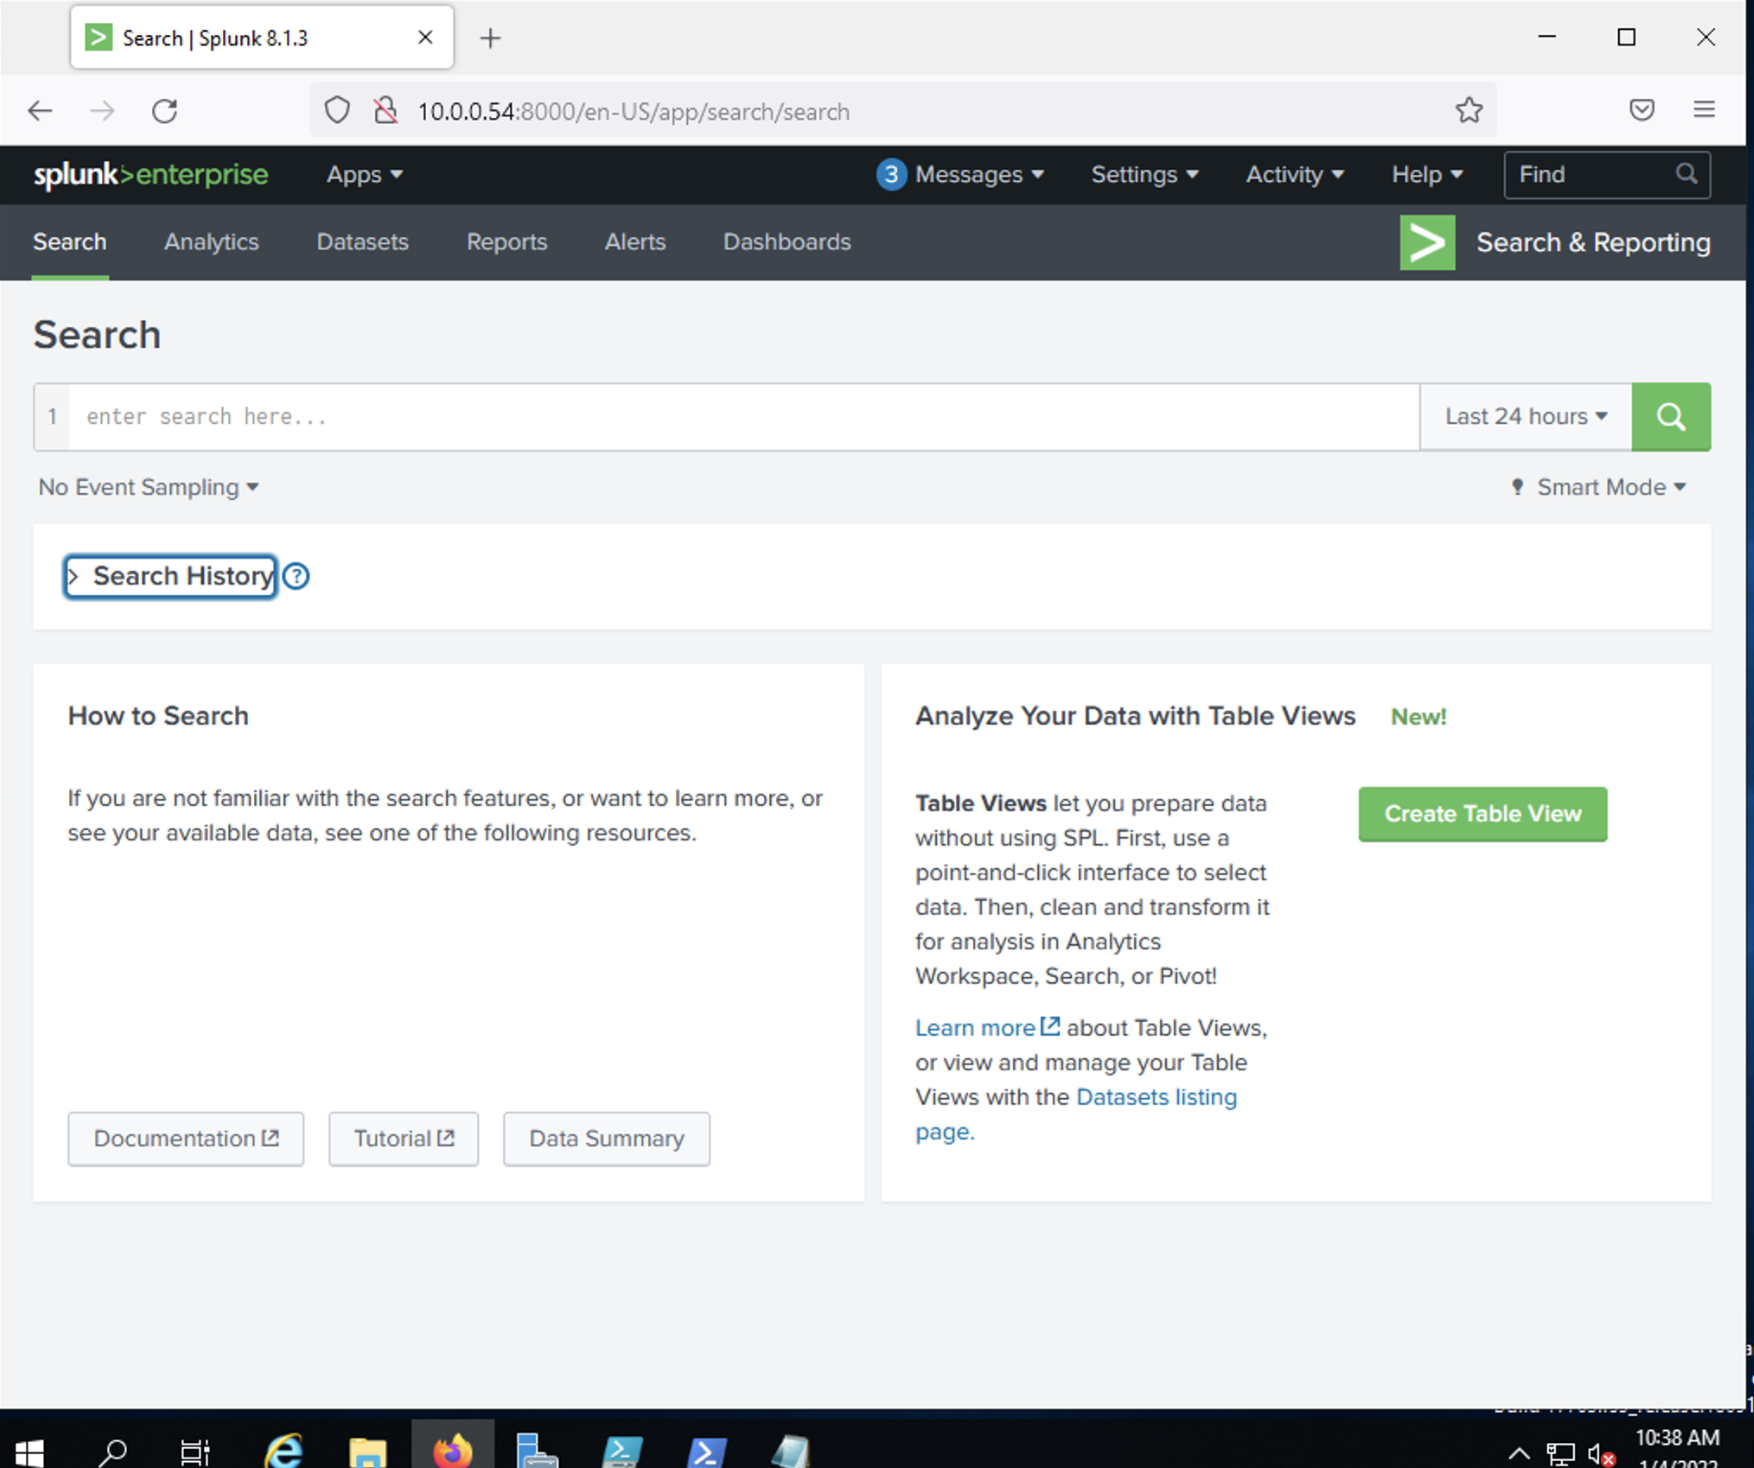 Search | Splunk 8.1.3
10.0.0.54:8000/en-US/app/search/search
splunk>enterprise Apps 3 Messages Settings Activity Help Find
Search Analytics Datasets Reports Alerts Dashboards Search & Reporting
Search
1 enter search here... Last 24 hours
No Event Sampling Smart Mode
Search History ?
How to Search
If you are not familiar with the search features, or want to learn more, or
see your available data, see one of the following resources.
Documentation Tutorial Data Summary
Analyze Your Data with Table Views New!
Table Views let you prepare data
without using SPL. First, use a
point-and-click interface to select
data. Then, clean and transform it
for analysis in Analytics
Workspace, Search, or Pivot!
Create Table View
Learn more about Table Views,
or view and manage your Table
Views with the Datasets listing
page.
10:38 AM